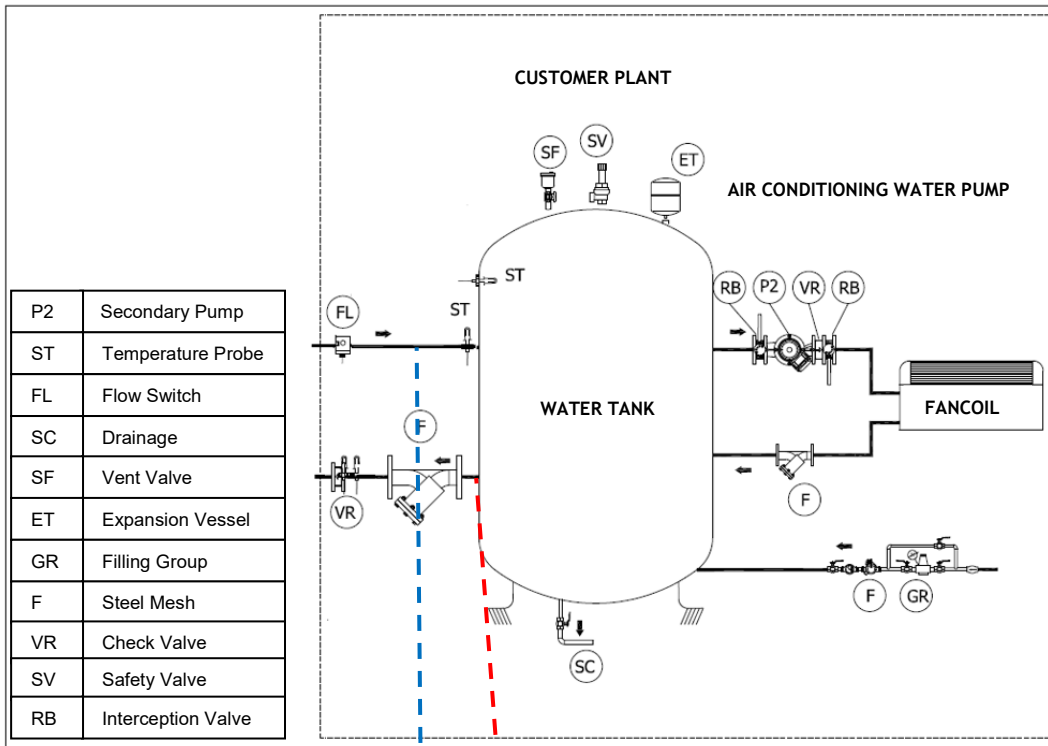 CUSTOMER PLANT
SF
SV
ET
AIR CONDITIONING WATER PUMP
ST
ST
FL
RB
P2
VR
RB
WATER TANK
FANCOIL
F
VR
F
F
GR
SC
P2 Secondary Pump
ST Temperature Probe
FL Flow Switch
SC Drainage
SF Vent Valve
ET Expansion Vessel
GR Filling Group
F Steel Mesh
VR Check Valve
SV Safety Valve
RB Interception Valve